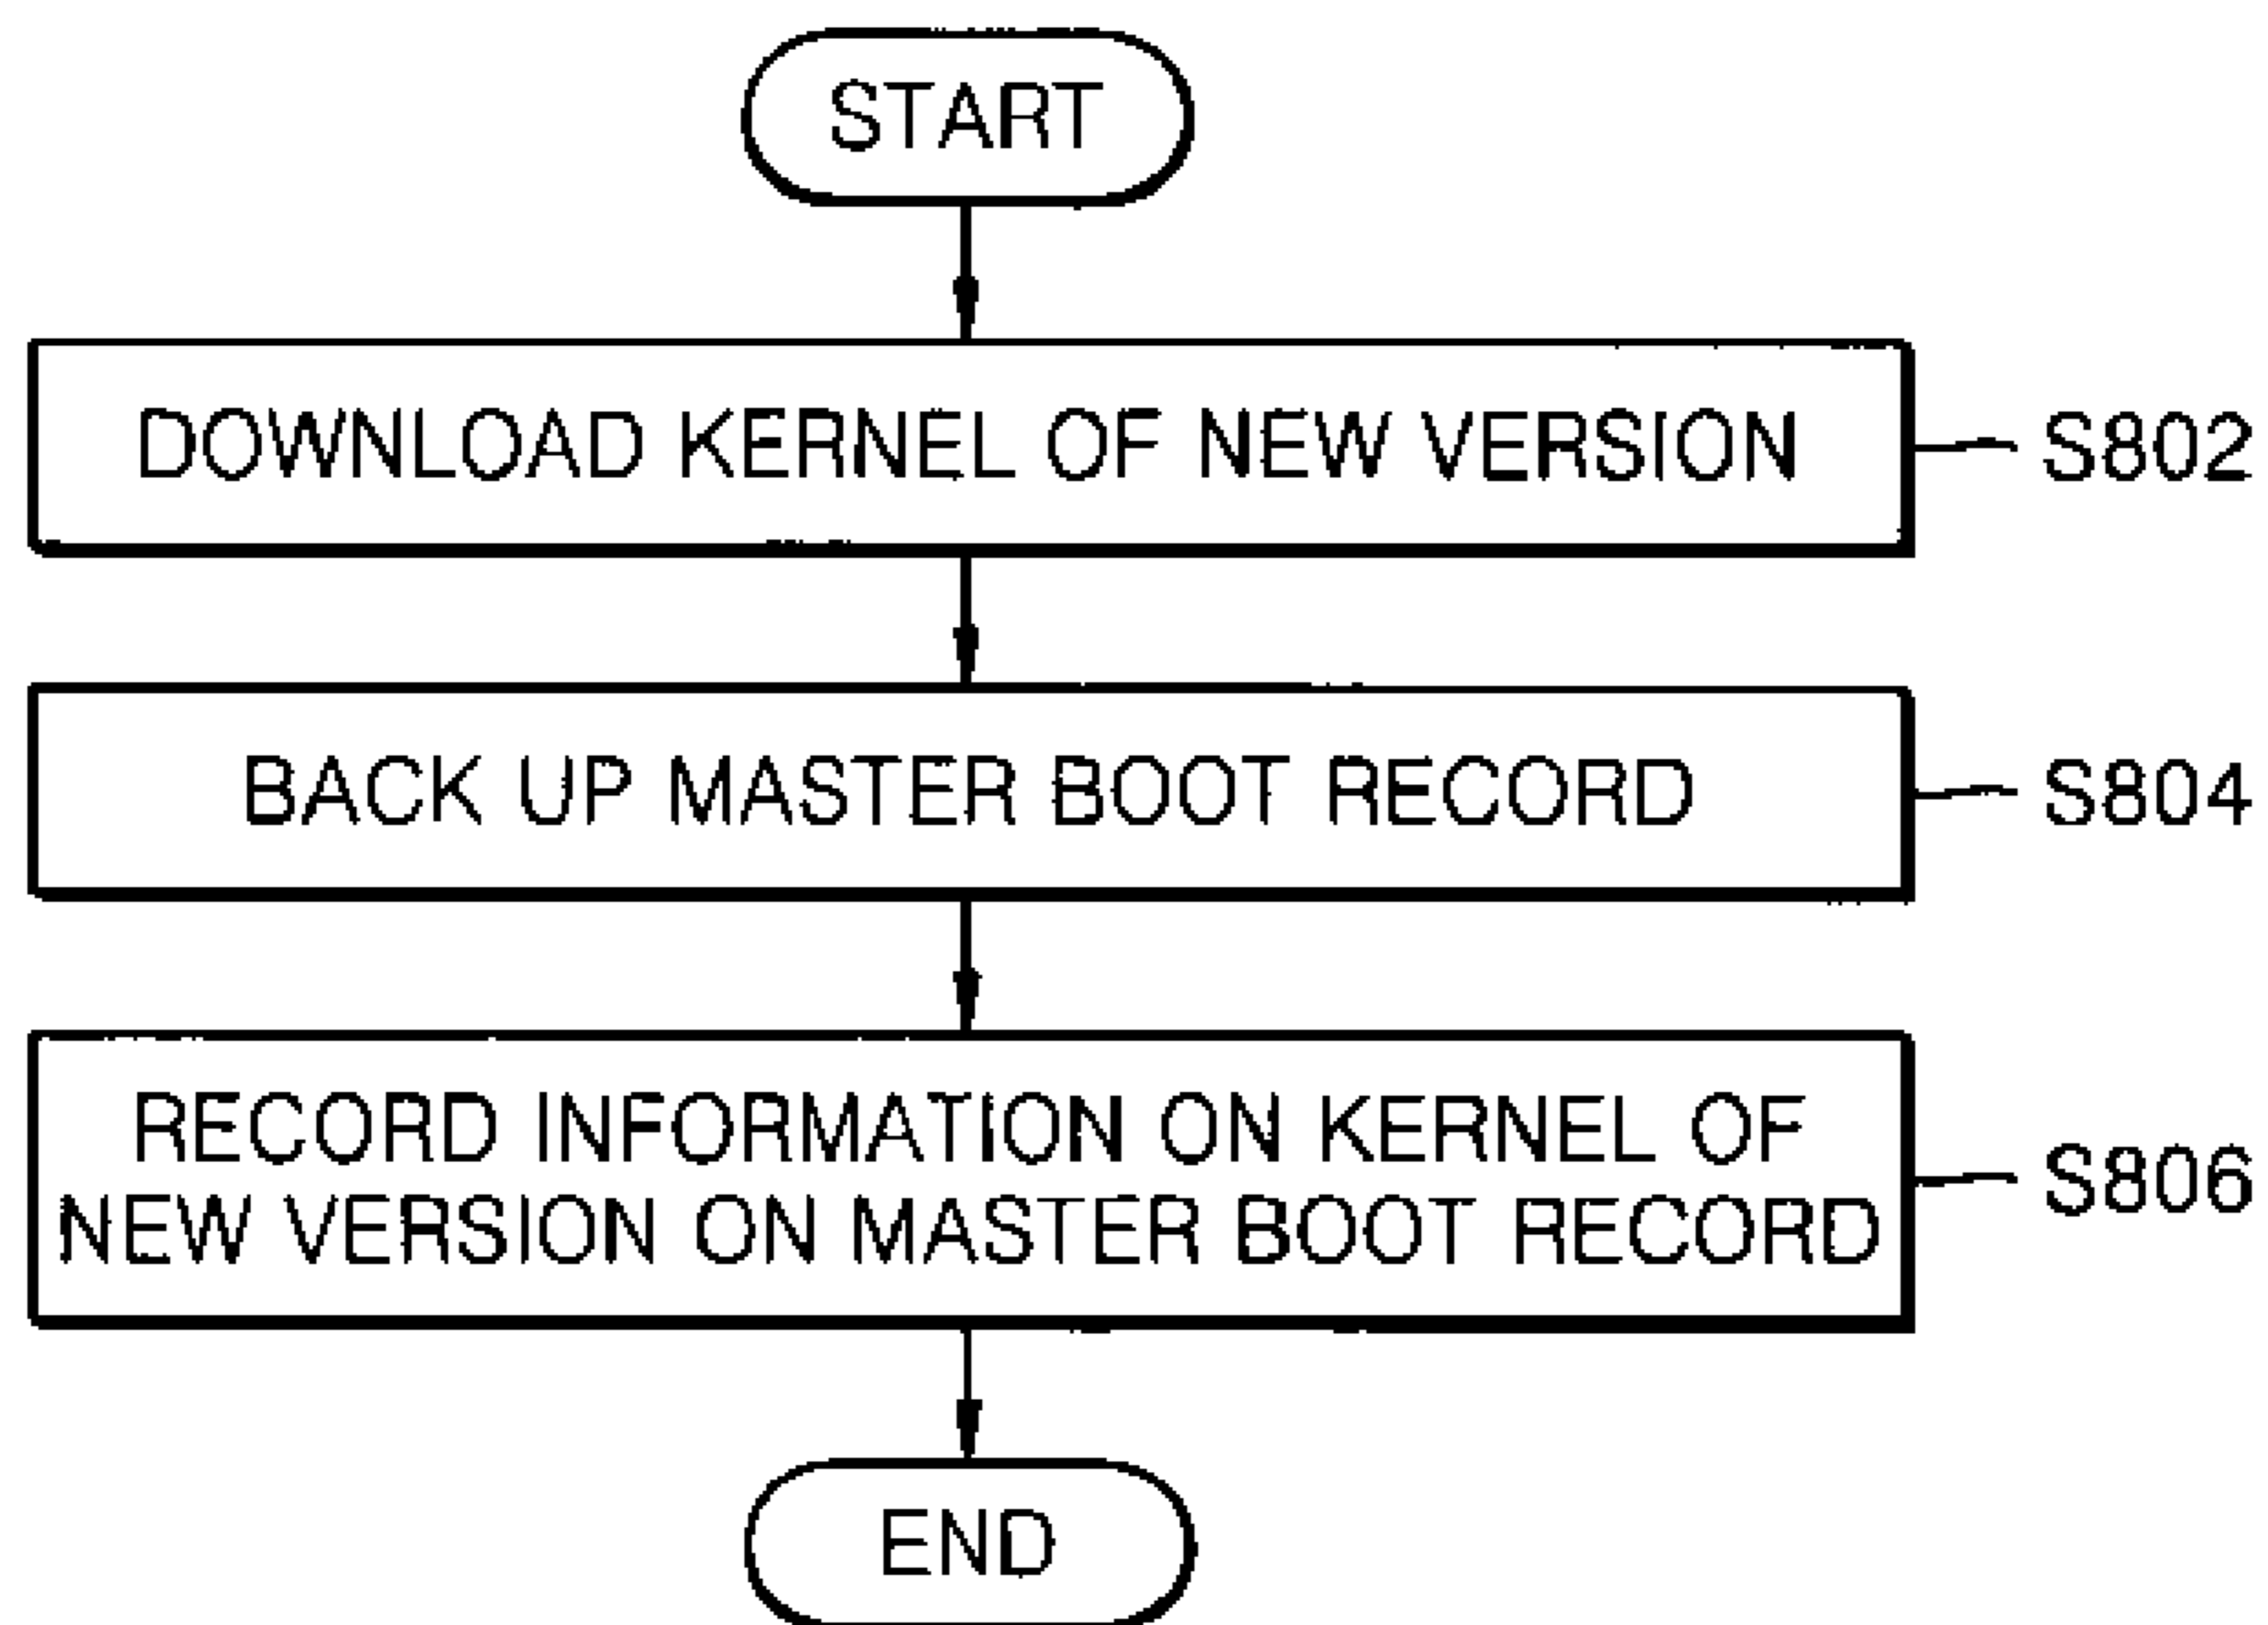 START
DOWNLOAD KERNEL OF NEW VERSION
S802
BACK UP MASTER BOOT RECORD
S804
RECORD INFORMATION ON KERNEL OF
NEW VERSION ON MASTER BOOT RECORD
S806
END